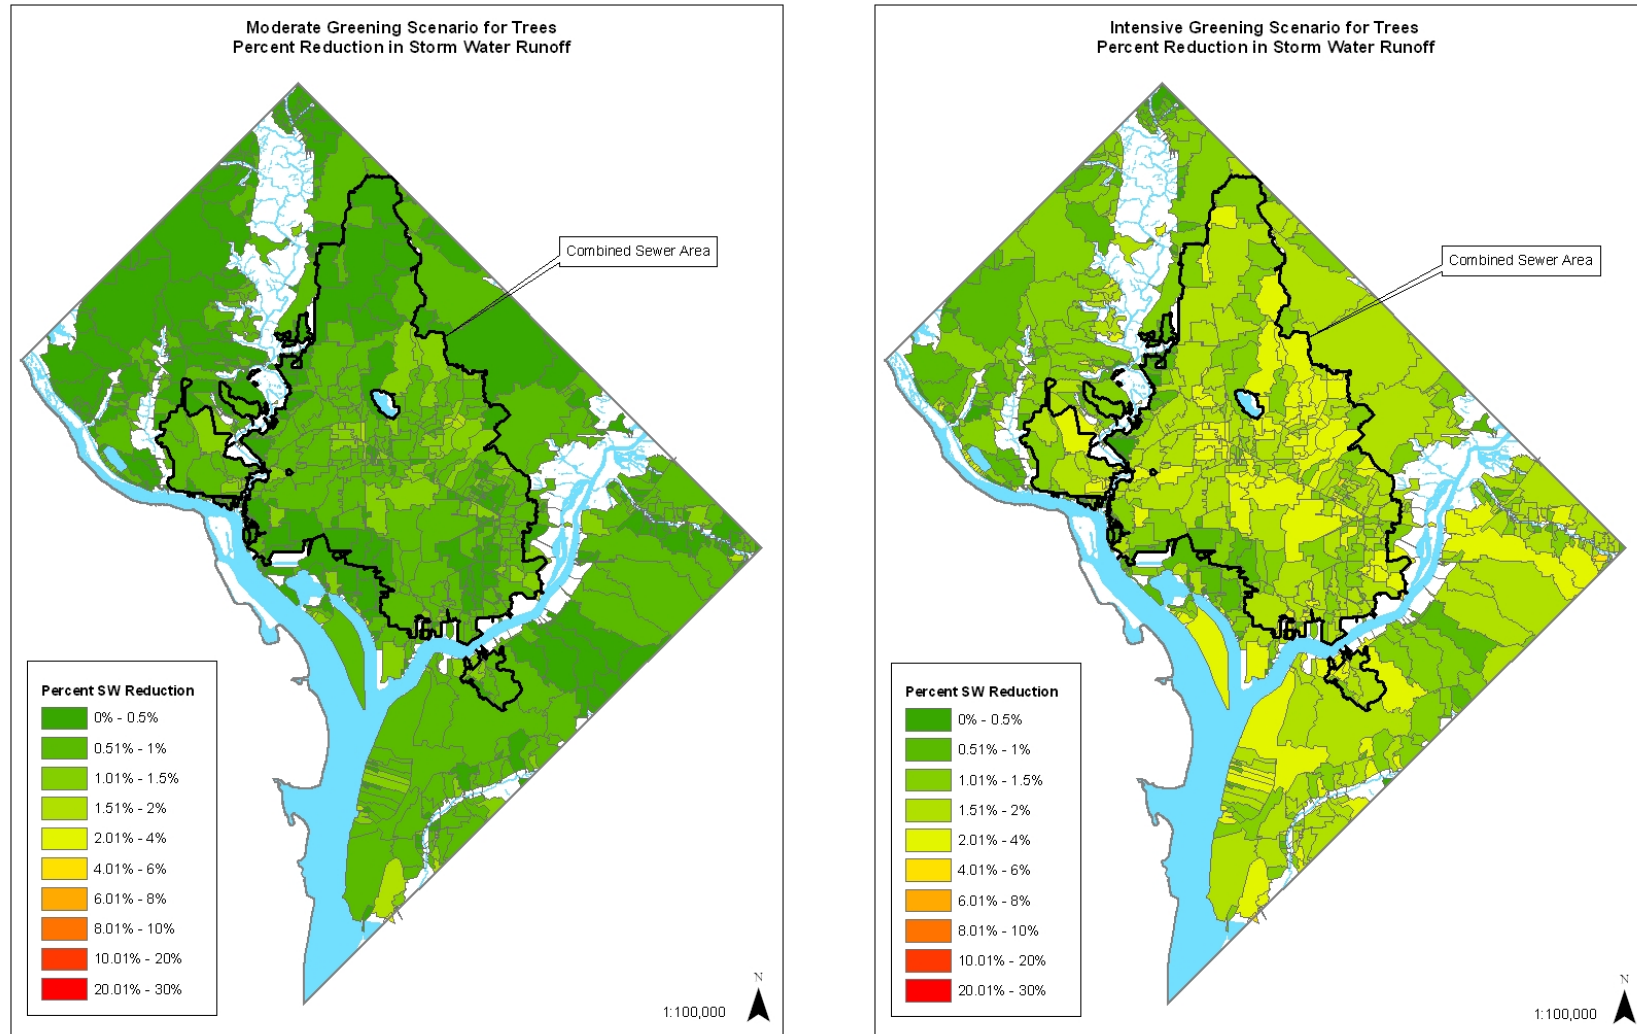 Moderate Greening Scenario for Trees
Percent Reduction in Storm Water Runoff
Combined Sewer Area
Percent SW Reduction
0% - 0.5%
0.51% - 1%
1.01% - 1.5%
1.51% - 2%
2.01% - 4%
4.01% - 6%
6.01% - 8%
8.01% - 10%
10.01% - 20%
20.01% - 30%
N
1:100,000
Intensive Greening Scenario for Trees
Percent Reduction in Storm Water Runoff
Combined Sewer Area
Percent SW Reduction
0% - 0.5%
0.51% - 1%
1.01% - 1.5%
1.51% - 2%
2.01% - 4%
4.01% - 6%
6.01% - 8%
8.01% - 10%
10.01% - 20%
20.01% - 30%
N
1:100,000